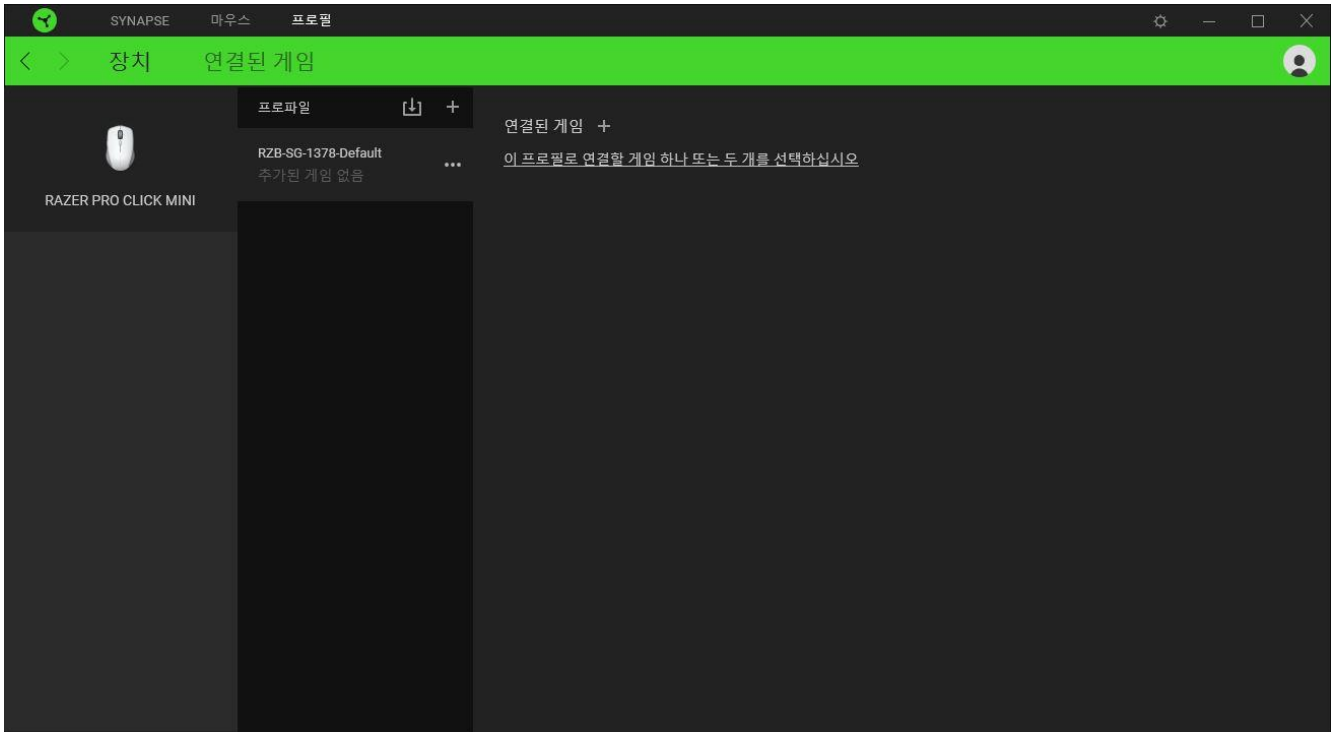 SYNAPSE 마우스 프로필
장치 연결된 게임
RAZER PRO CLICK MINI
프로파일
RZB-SG-1378-Default
추가된 게임 없음
연결된 게임
이 프로필로 연결할 게임 하나 또는 두 개를 선택하십시오